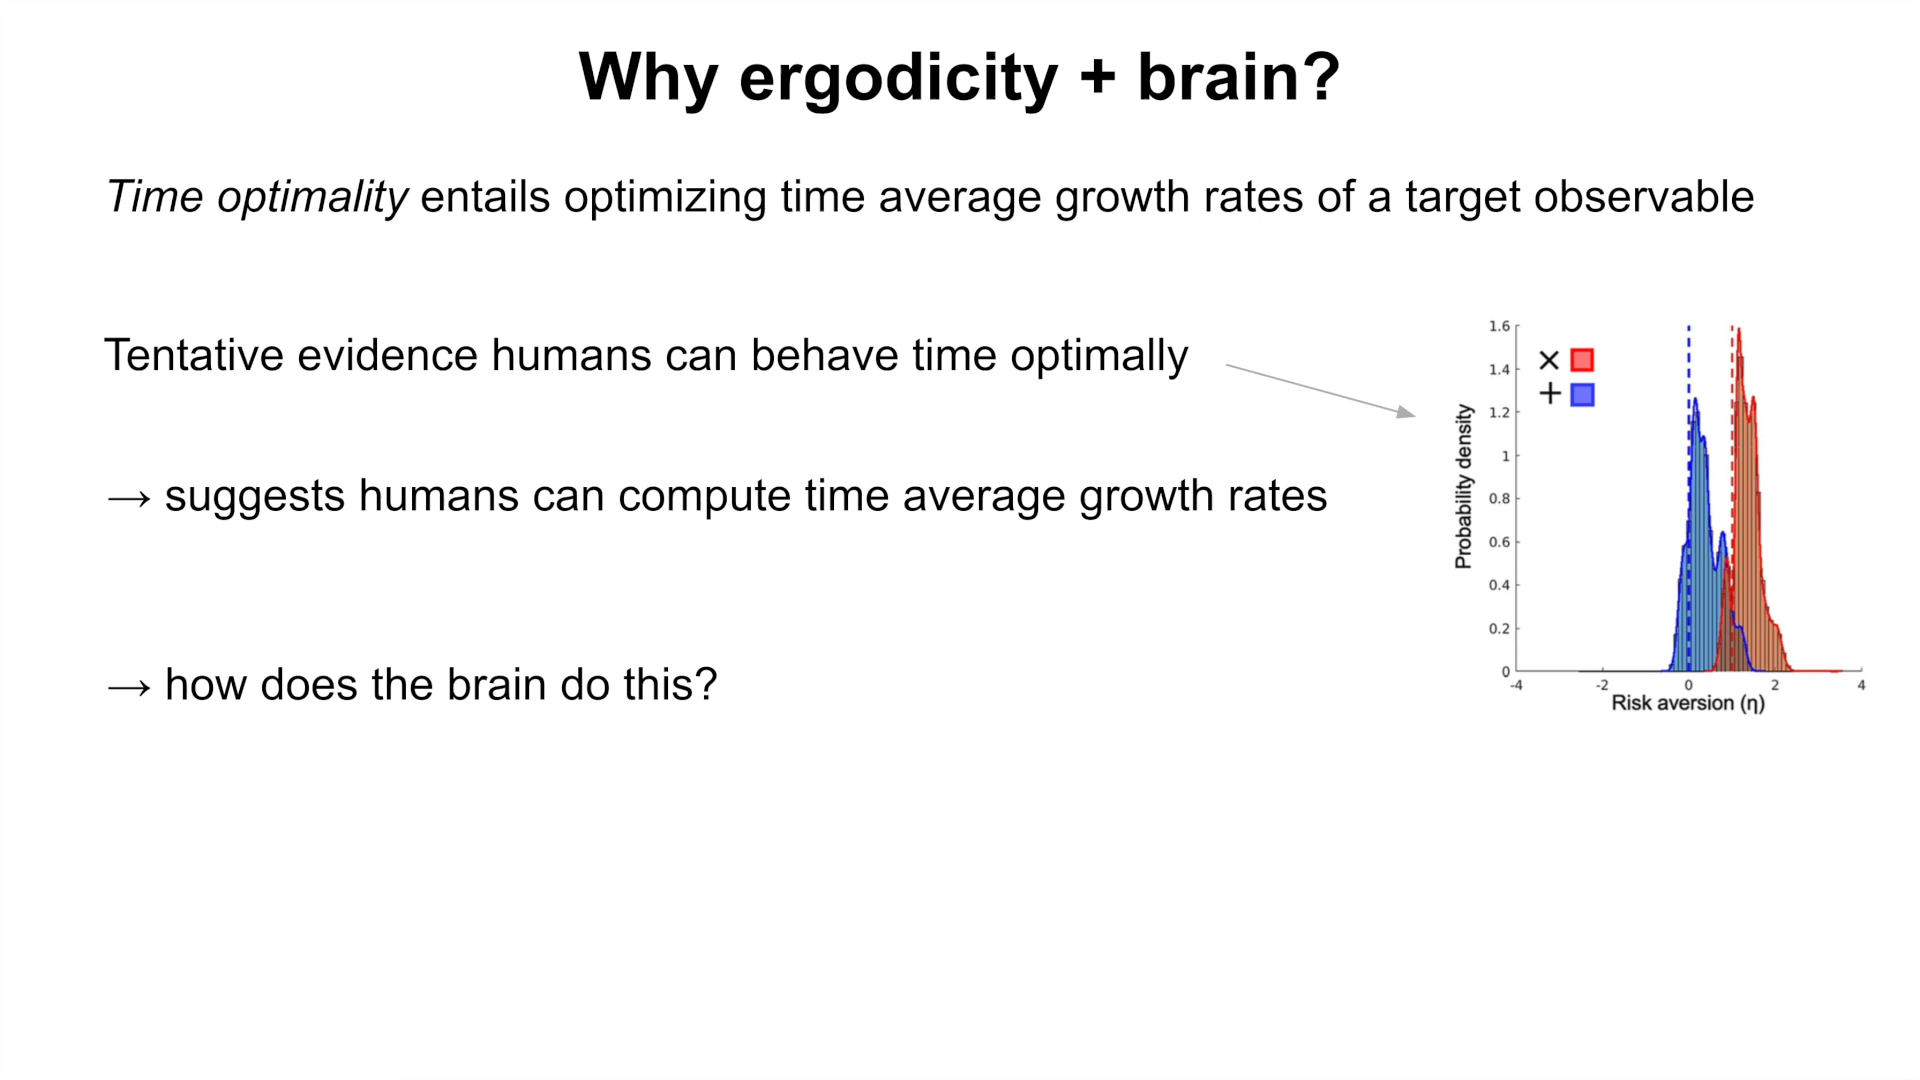 Why ergodicity + brain?
Time optimality entails optimizing time average growth rates of a target observable
Tentative evidence humans can behave time optimally
→ suggests humans can compute time average growth rates
→ how does the brain do this?
×
+
Probability density
1.6
1.4
1.2
1
0.8
0.6
0.4
0.2
0
-4
-2
0
2
4
Risk aversion (η)